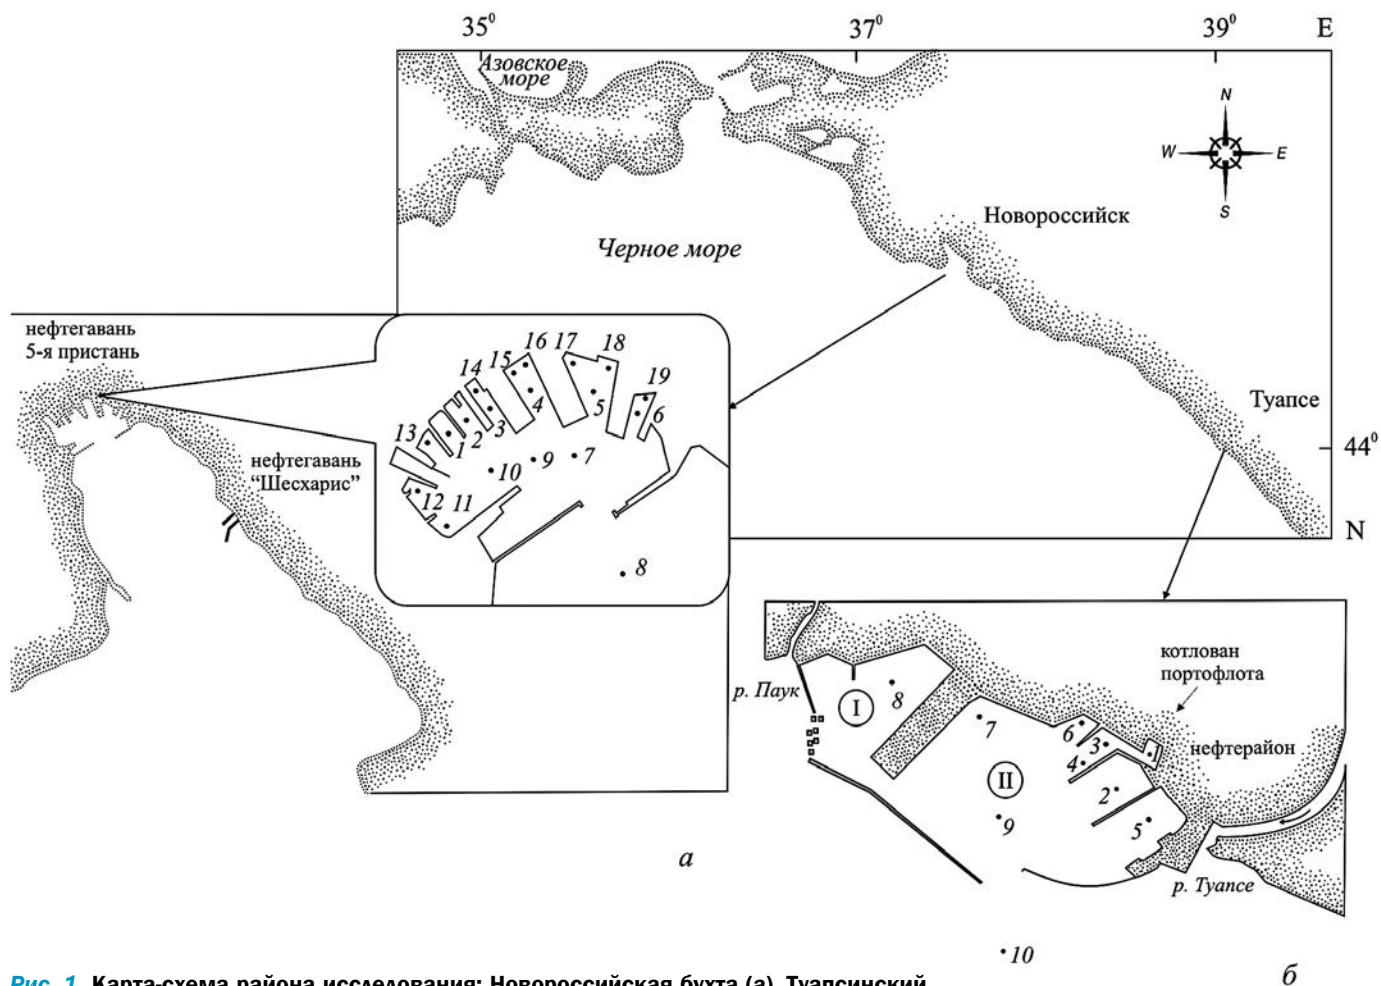 35⁰ 37⁰ 39⁰ E
Азовское
море
N
W E
S
Новороссийск
Черное море
нефтегавань
5-я пристань
Туапсе
44⁰
N
нефтегавань
“Шесхарис”
16 17 18
15
14 19
4 5 6
3
2
13 1
10 9 7
12 11
8
котлован
портофлота
р. Паук
8
I
7
6 3 1 нефтерайон
4
II
2
9 5
р. Туапсе
а
10
б
Рис. 1. Карта-схема района исследования: Новороссийская бухта (а), Туапсинский